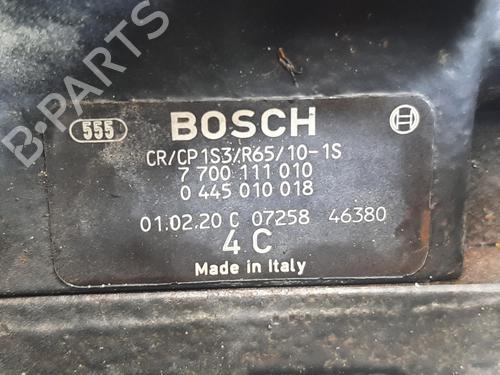 555 BOSCH
CR/CP1S3/R65/10-1S
7 700 111 010
0 445 010 018
01.02.20 C 07258 46380
4 C
Made in Italy
B-PARTS